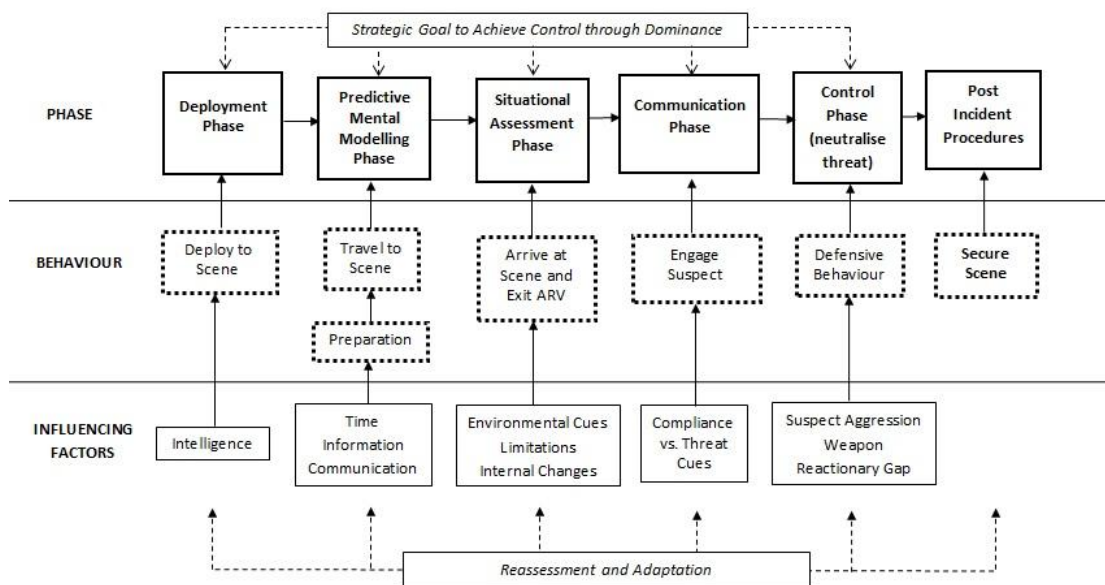 Strategic Goal to Achieve Control through Dominance
PHASE
Deployment
Phase
Predictive
Mental
Modelling
Phase
Situational
Assessment
Phase
Communication
Phase
Control
Phase
(neutralise
threat)
Post
Incident
Procedures
BEHAVIOUR
Deploy to
Scene
Travel to
Scene
Preparation
Arrive at
Scene and
Exit ARV
Engage
Suspect
Defensive
Behaviour
Secure
Scene
INFLUENCING
FACTORS
Intelligence
Time
Information
Communication
Environmental Cues
Limitations
Internal Changes
Compliance
vs. Threat
Cues
Suspect Aggression
Weapon
Reactionary Gap
Reassessment and Adaptation